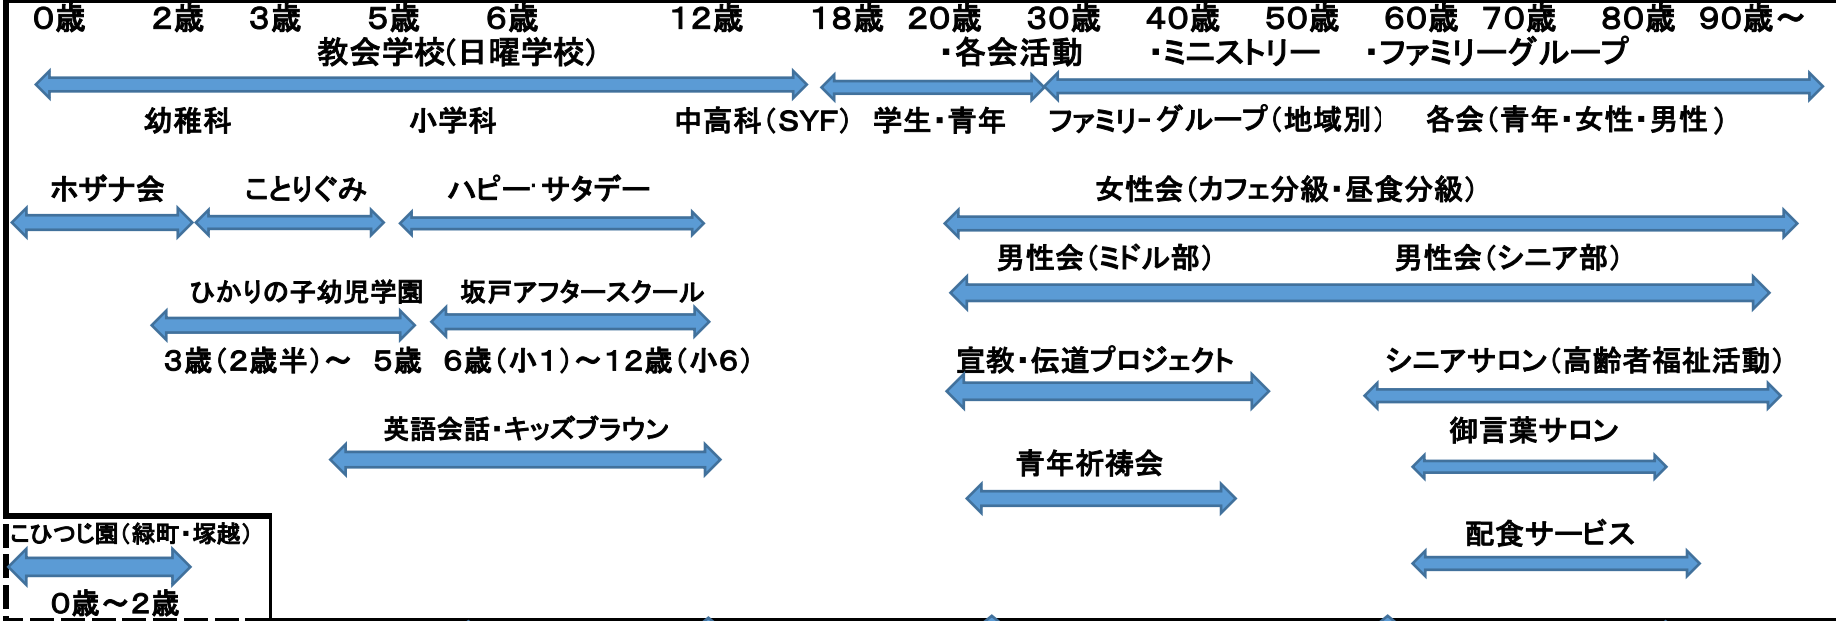 ０歳 ２歳 ３歳 ５歳 ６歳 １２歳 １８歳 ２０歳 ３０歳 ４０歳 ５０歳 ６０歳 ７０歳 ８０歳 ９０歳～
教会学校（日曜学校） ・各会活動 ・ミニストリー ・ファミリーグループ
幼稚科 小学科 中高科（ＳＹＦ） 学生・青年 ファミリーグループ（地域別） 各会（青年・女性・男性）
ホザナ会 ことりぐみ ハピー・サタデー 女性会（カフェ分級・昼食分級）
男性会（ミドル部） 男性会（シニア部）
ひかりの子幼児学園 坂戸アフタースクール
３歳（２歳半）～ ５歳 ６歳（小１）～１２歳（小６） 宣教・伝道プロジェクト シニアサロン（高齢者福祉活動）
英語会話・キッズブラウン 御言葉サロン
青年祈祷会
こひつじ園（緑町・塚越） 配食サービス
０歳～２歳